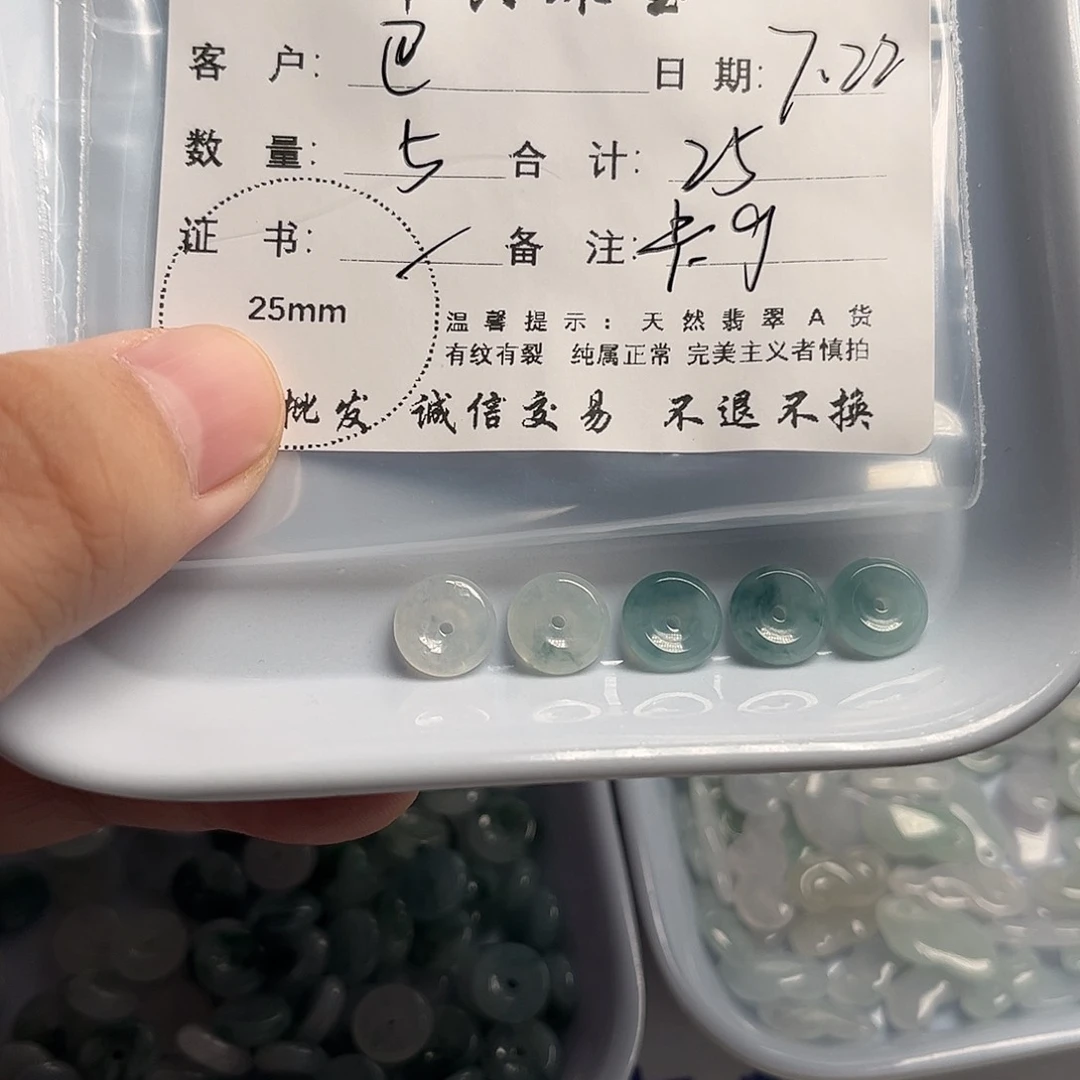 客 户: 巴 日 期: 7.22
数 量: 5 合 计: 25
证 书: / 备 注:
25mm
温馨提示: 天然翡翠A货
有纹有裂 纯属正常 完美主义者慎拍
批发 诚信交易 不退不换